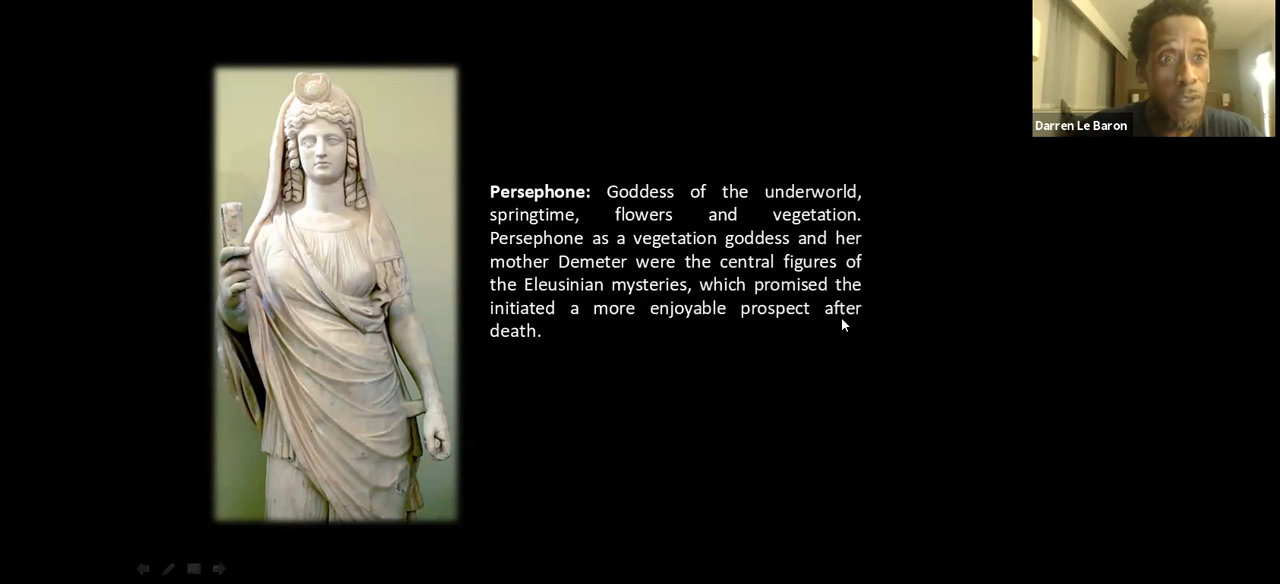 Darren Le Baron
Persephone: Goddess of the underworld,
springtime, flowers and vegetation.
Persephone as a vegetation goddess and her
mother Demeter were the central figures of
the Eleusinian mysteries, which promised the
initiated a more enjoyable prospect after
death.